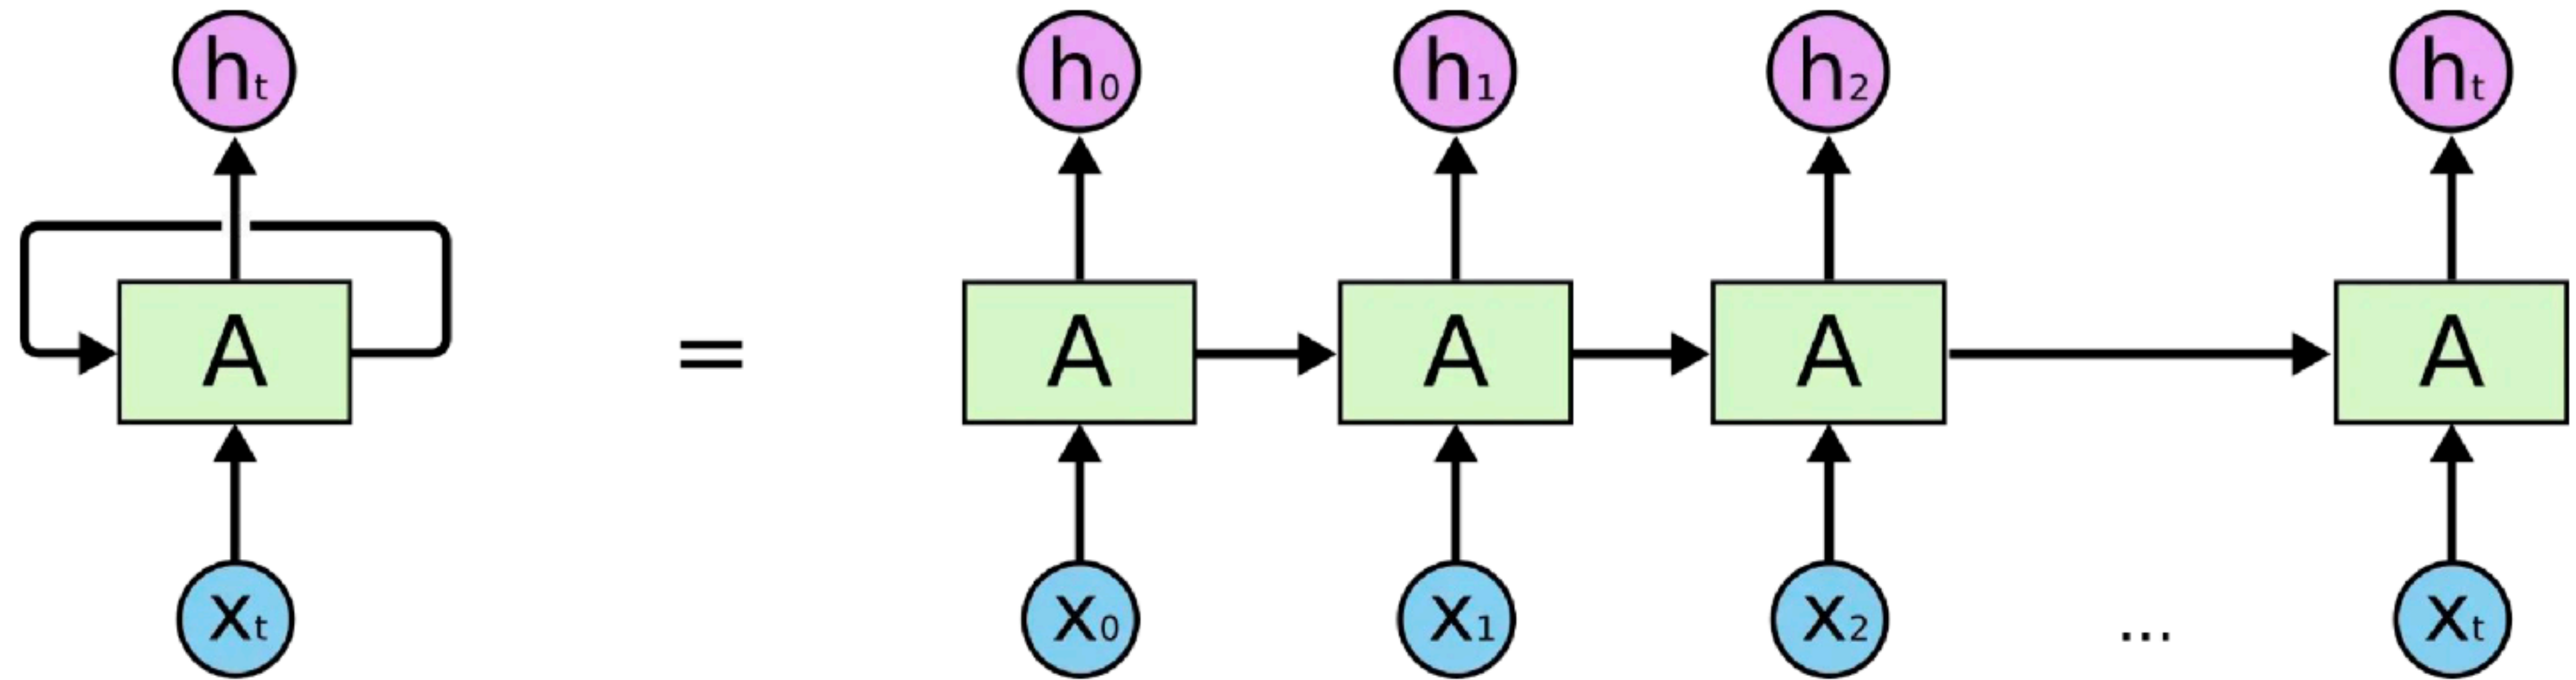 hₜ h₀ h₁ h₂ hₜ
A = A A A A
xₜ x₀ x₁ x₂ ... xₜ